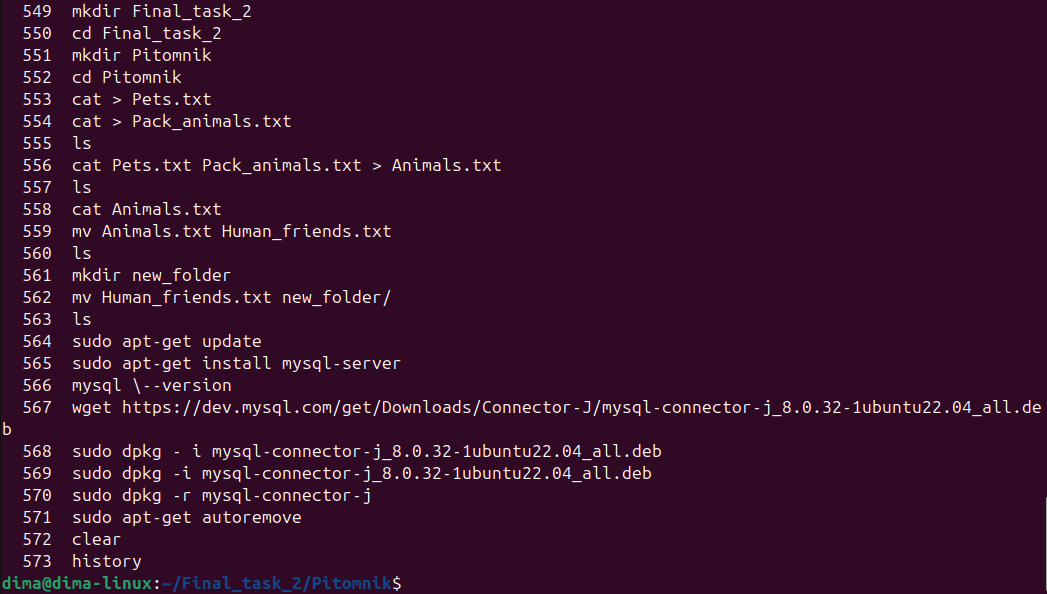 549 mkdir Final_task_2
550 cd Final_task_2
551 mkdir Pitomnik
552 cd Pitomnik
553 cat > Pets.txt
554 cat > Pack_animals.txt
555 ls
556 cat Pets.txt Pack_animals.txt > Animals.txt
557 ls
558 cat Animals.txt
559 mv Animals.txt Human_friends.txt
560 ls
561 mkdir new_folder
562 mv Human_friends.txt new_folder/
563 ls
564 sudo apt-get update
565 sudo apt-get install mysql-server
566 mysql \--version
567 wget https://dev.mysql.com/get/Downloads/Connector-J/mysql-connector-j_8.0.32-1ubuntu22.04_all.de
b
568 sudo dpkg - i mysql-connector-j_8.0.32-1ubuntu22.04_all.deb
569 sudo dpkg -i mysql-connector-j_8.0.32-1ubuntu22.04_all.deb
570 sudo dpkg -r mysql-connector-j
571 sudo apt-get autoremove
572 clear
573 history
dima@dima-linux:~/Final_task_2/Pitomnik$